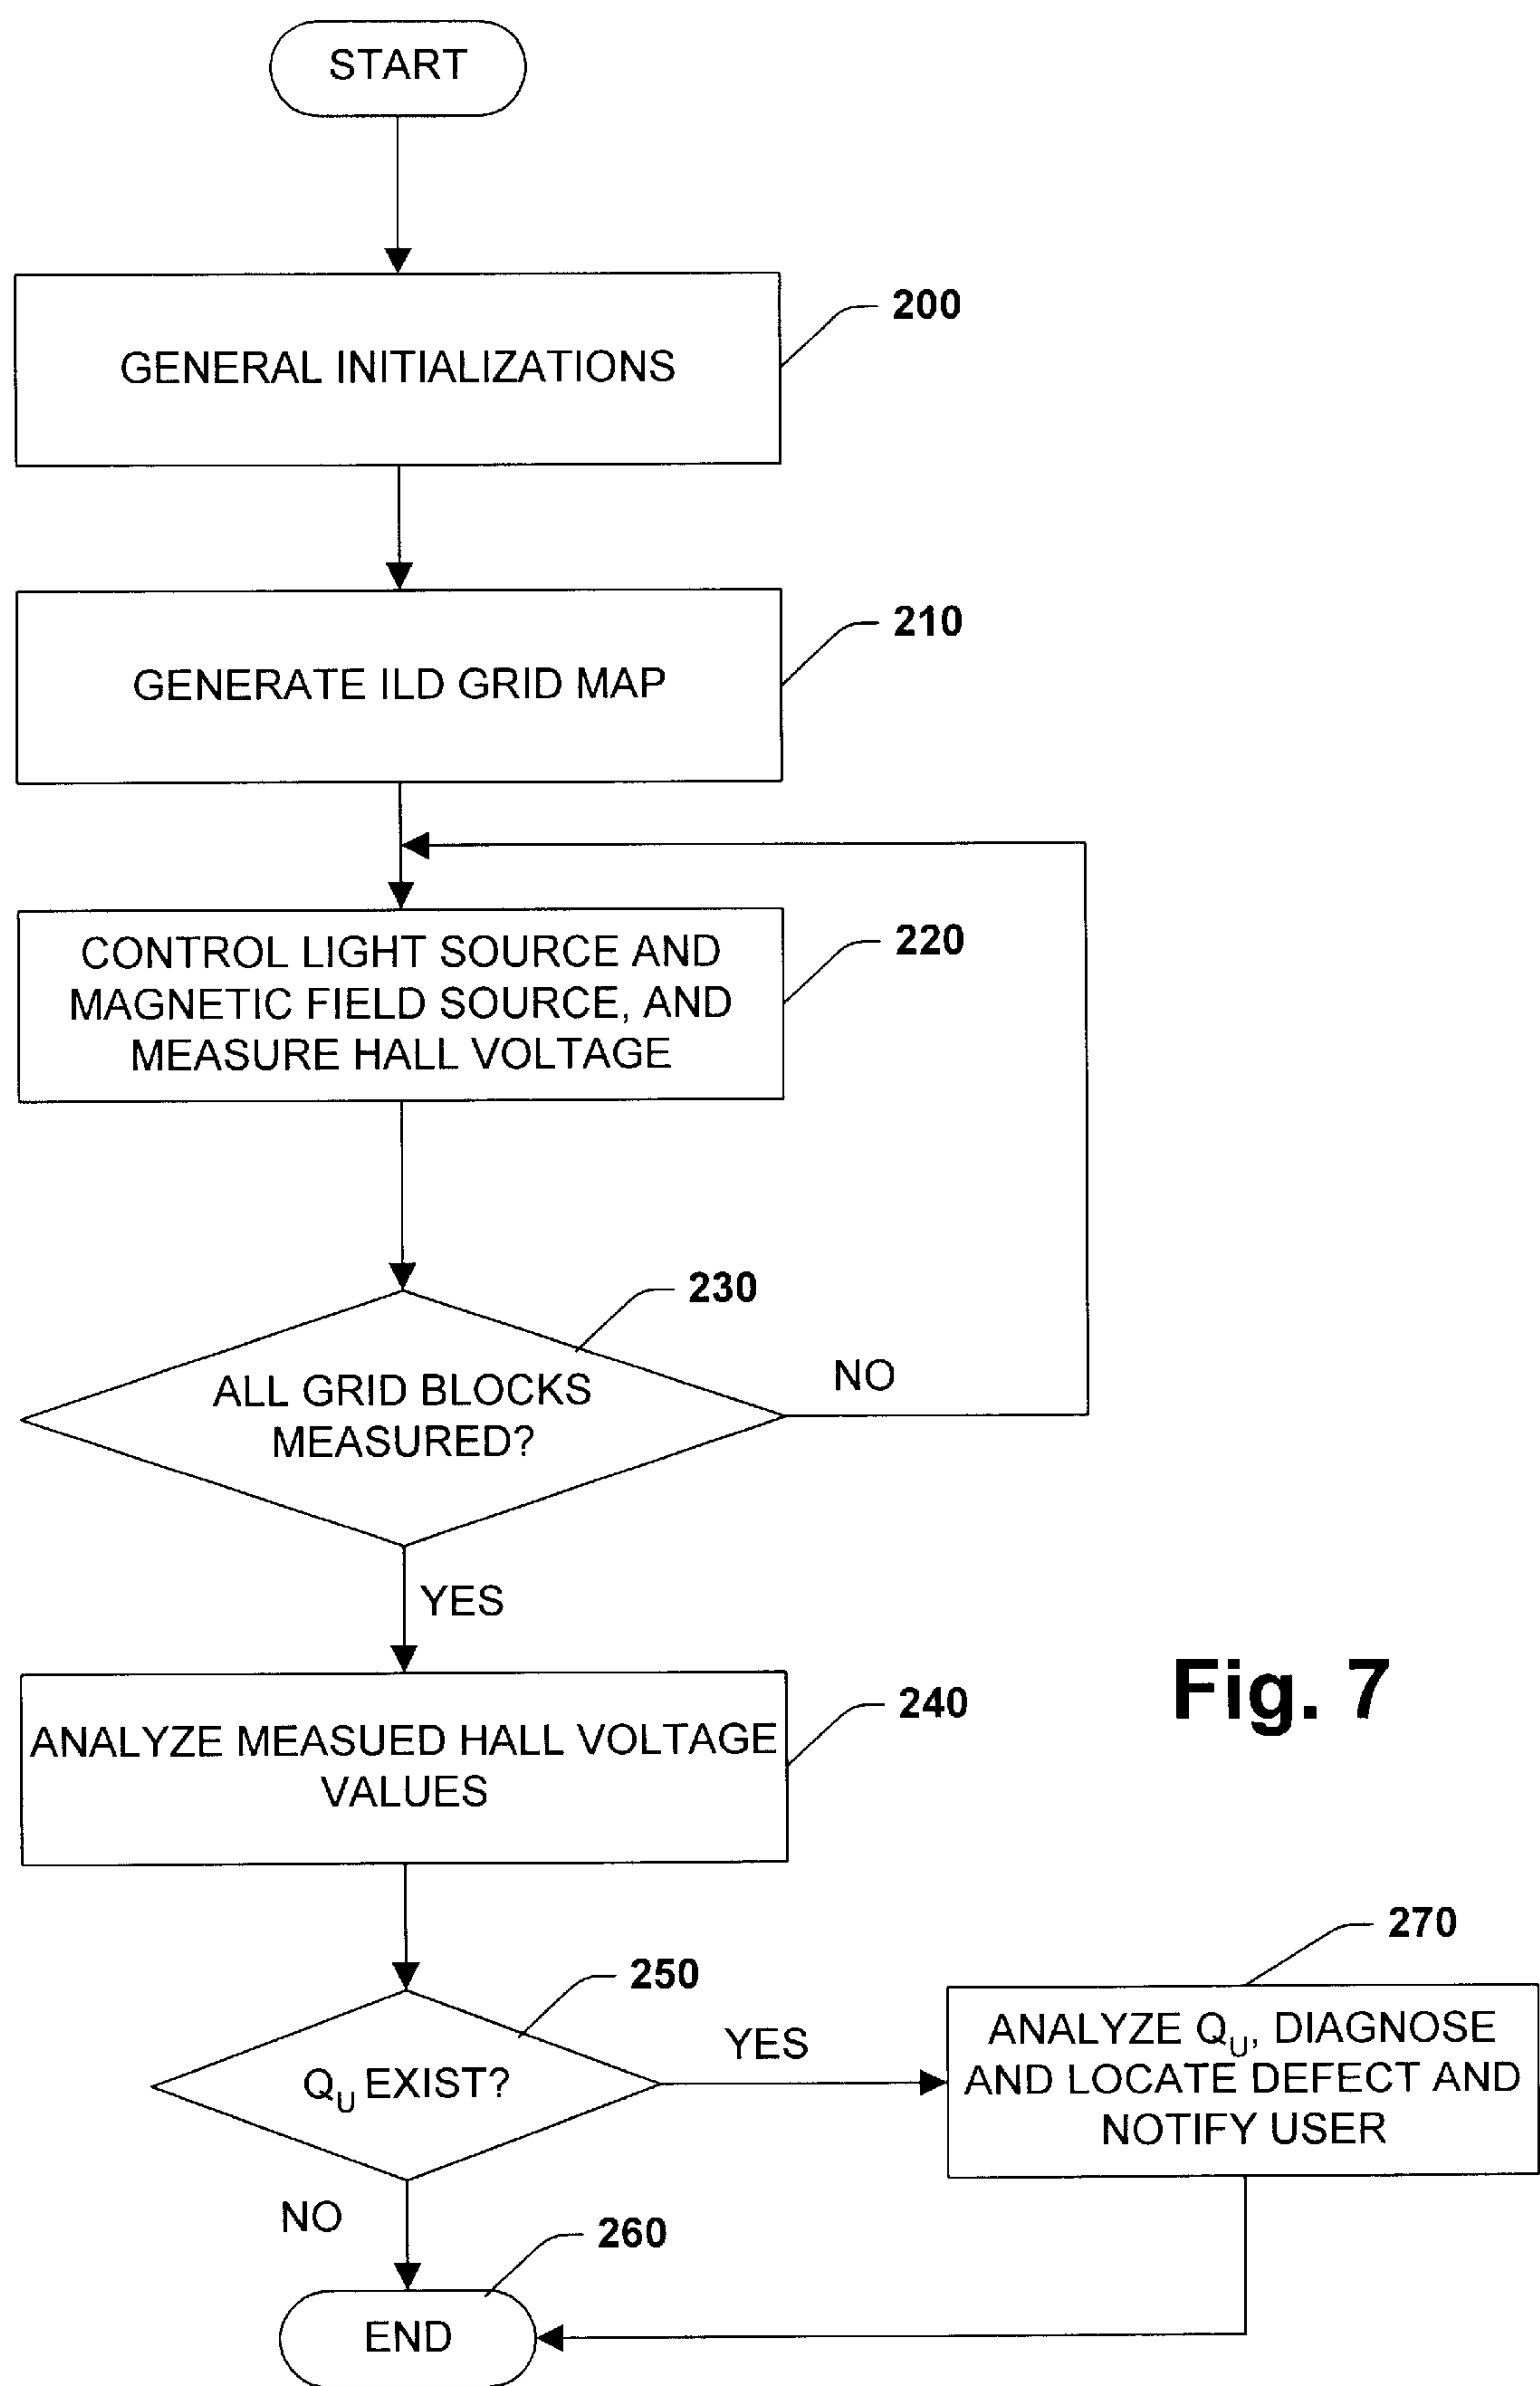 START
200
GENERAL INITIALIZATIONS
210
GENERATE ILD GRID MAP
220
CONTROL LIGHT SOURCE AND
MAGNETIC FIELD SOURCE, AND
MEASURE HALL VOLTAGE
230
ALL GRID BLOCKS
MEASURED?
NO
YES
240
ANALYZE MEASUED HALL VOLTAGE
VALUES
Fig. 7
250
QU EXIST?
YES
270
ANALYZE QU, DIAGNOSE
AND LOCATE DEFECT AND
NOTIFY USER
NO
260
END